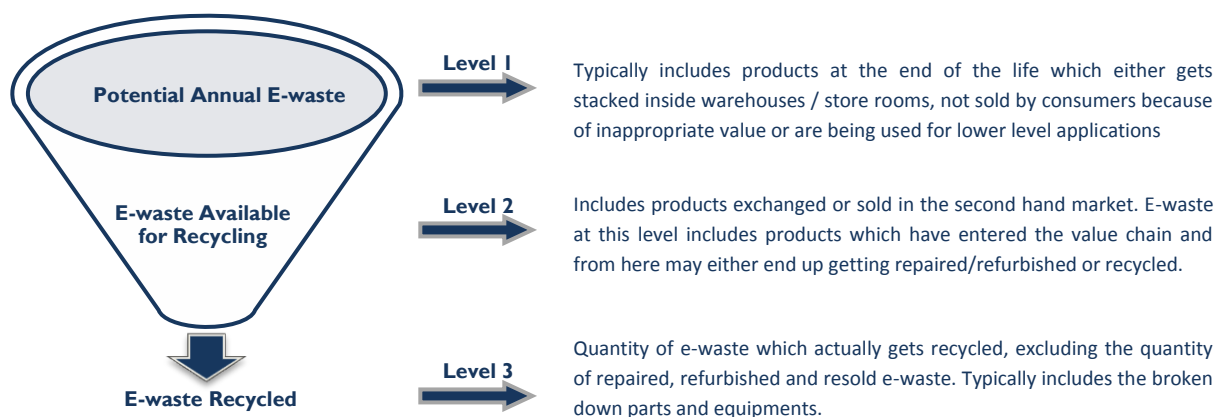 Potential Annual E-waste
Level 1
Typically includes products at the end of the life which either gets
stacked inside warehouses / store rooms, not sold by consumers because
of inappropriate value or are being used for lower level applications
E-waste Available
for Recycling
Level 2
Includes products exchanged or sold in the second hand market. E-waste
at this level includes products which have entered the value chain and
from here may either end up getting repaired/refurbished or recycled.
E-waste Recycled
Level 3
Quantity of e-waste which actually gets recycled, excluding the quantity
of repaired, refurbished and resold e-waste. Typically includes the broken
down parts and equipments.